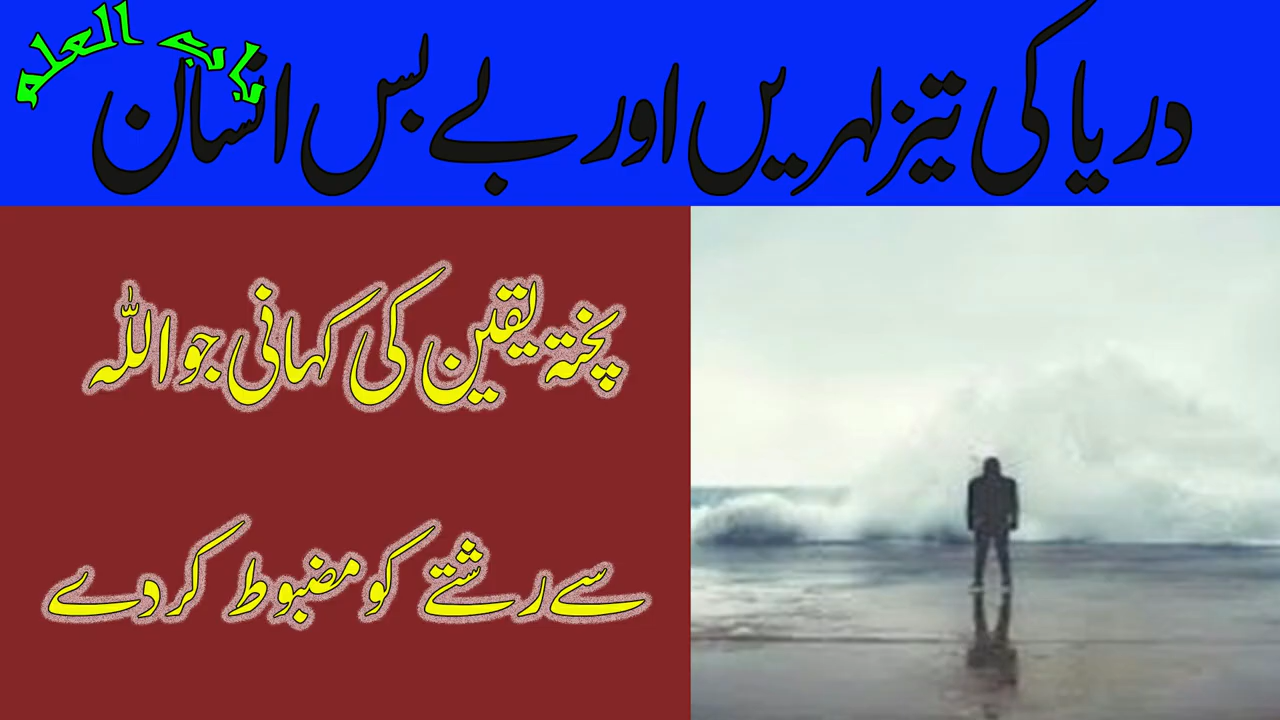 دریا کی تیز لہریں اور بے بس انسان
العلم
پختہ یقین کی کہانی جو اللہ
سے رشتے کو مضبوط کر دے